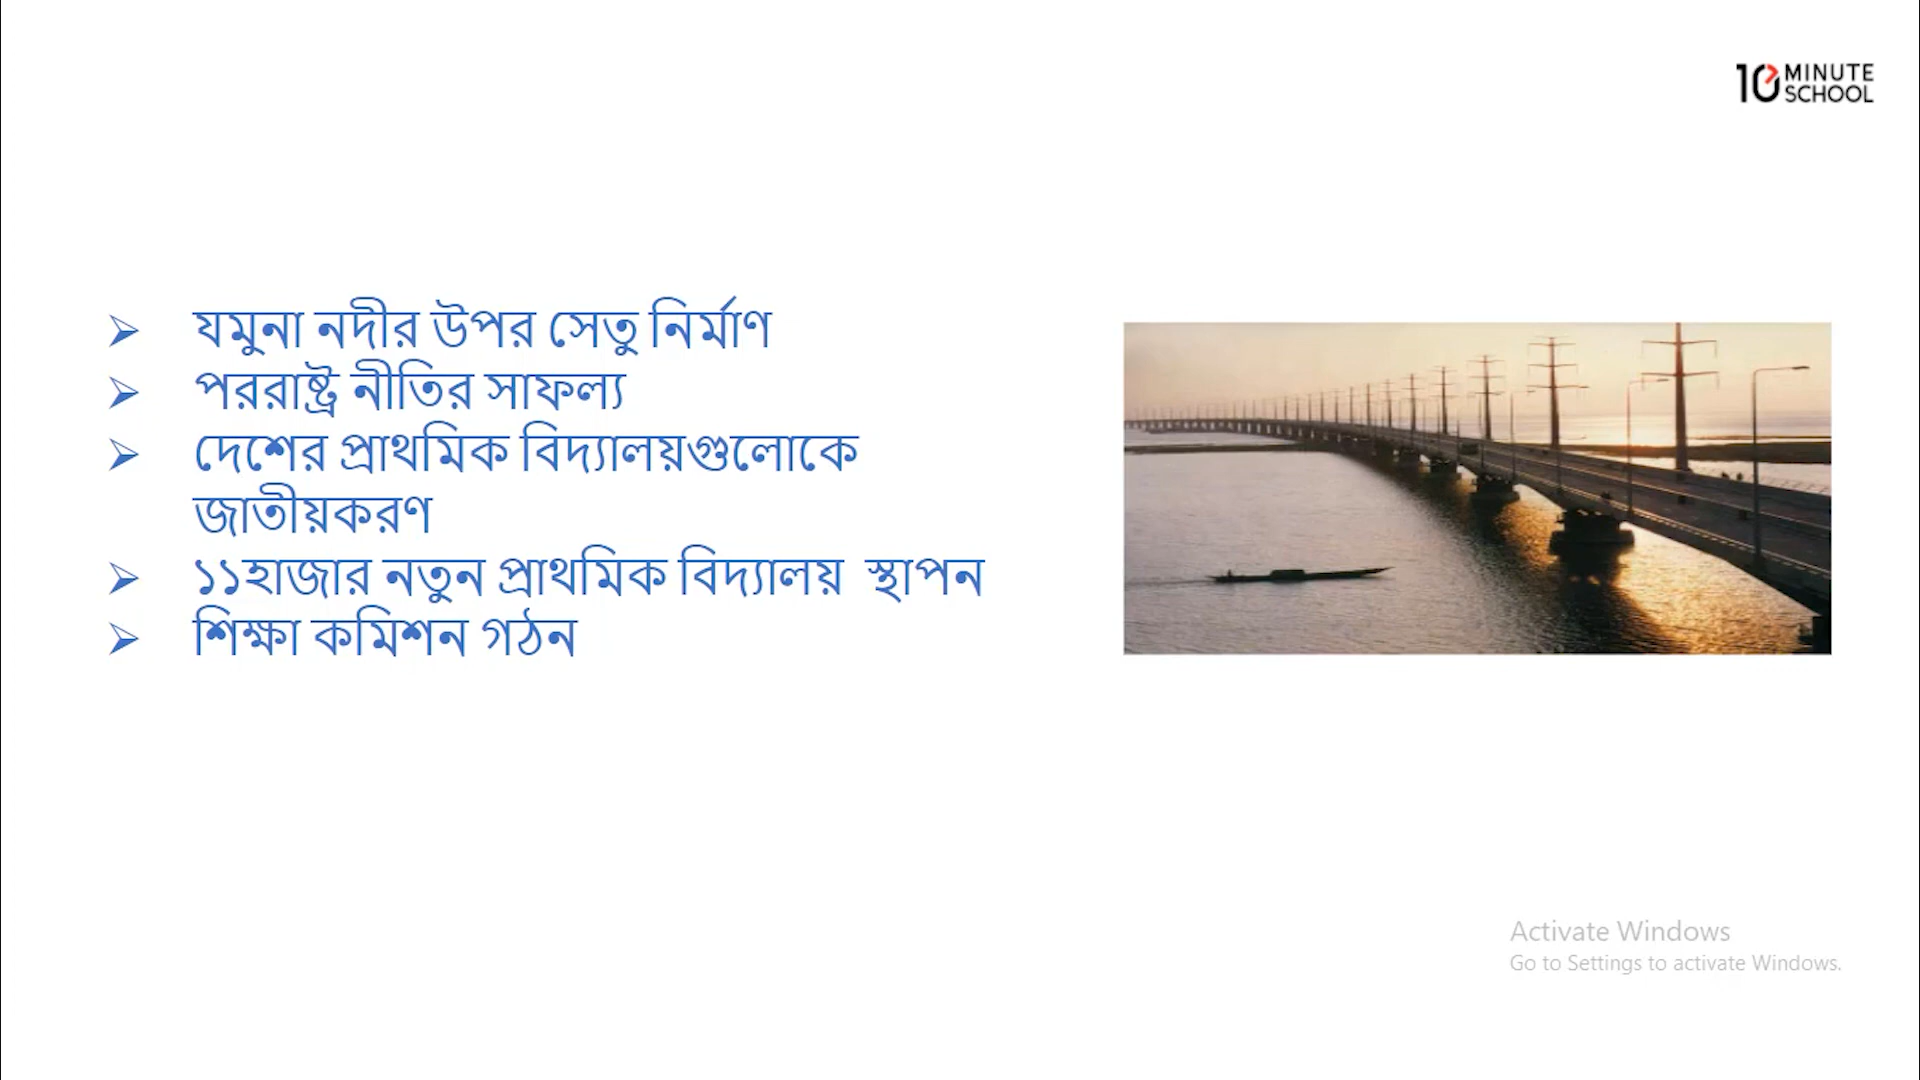 10 MINUTE
SCHOOL
যমুনা নদীর উপর সেতু নির্মাণ
পররাষ্ট্র নীতির সাফল্য
দেশের প্রাথমিক বিদ্যালয়গুলোকে
জাতীয়করণ
১১হাজার নতুন প্রাথমিক বিদ্যালয় স্থাপন
শিক্ষা কমিশন গঠন
Activate Windows
Go to Settings to activate Windows.